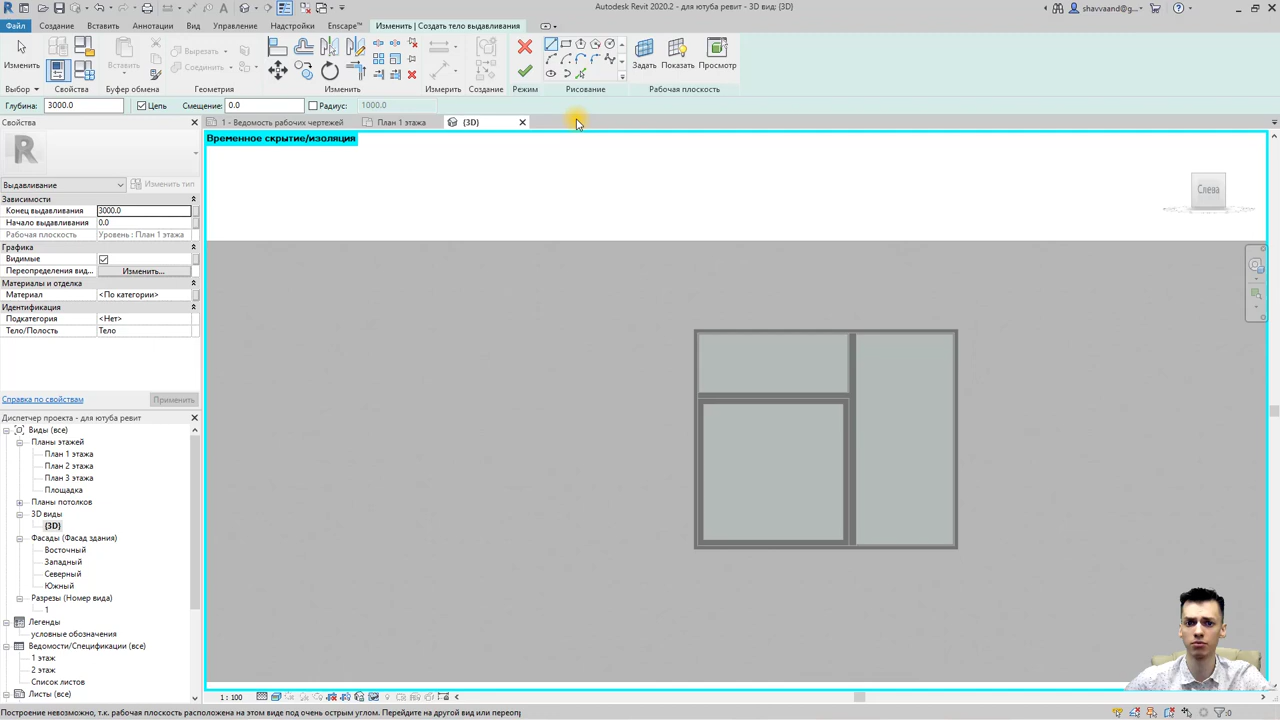 Autodesk Revit 2020.2 - для ютуба ревит - 3D вид: {3D}
shavvaand@g...
Файл
Создание
Вставить
Аннотации
Вид
Управление
Надстройки
Enscape™
Изменить | Создать тело выдавливания
Изменить
Вставить
Вырезать
Соединить
Задать
Показать
Просмотр
Выбор
Свойства
Буфер обмена
Геометрия
Изменить
Измерить
Создание
Режим
Рисование
Рабочая плоскость
Глубина: 3000.0
Цепь
Смещение: 0.0
Радиус: 1000.0
Свойства
1 - Ведомость рабочих чертежей
План 1 этажа
{3D}
Временное скрытие/изоляция
Слева
R
Выдавливание
Изменить тип
Зависимости
Конец выдавливания 3000.0
Начало выдавливания 0.0
Рабочая плоскость Уровень : План 1 этажа
Графика
Видимые
Переопределения вид... Изменить...
Материалы и отделка
Материал <По категории>
Идентификация
Подкатегория <Нет>
Тело/Полость Тело
Справка по свойствам
Применить
Диспетчер проекта - для ютуба ревит
Виды (все)
Планы этажей
План 1 этажа
План 2 этажа
План 3 этажа
Площадка
Планы потолков
3D виды
{3D}
Фасады (Фасад здания)
Восточный
Западный
Северный
Южный
Разрезы (Номер вида)
1
Легенды
условные обозначения
Ведомости/Спецификации (все)
1 этаж
2 этаж
Список листов
Листы (все)
1 : 100
Построение невозможно, т.к. рабочая плоскость расположена на этом виде под очень острым углом. Перейдите на другой вид или переопр
:0